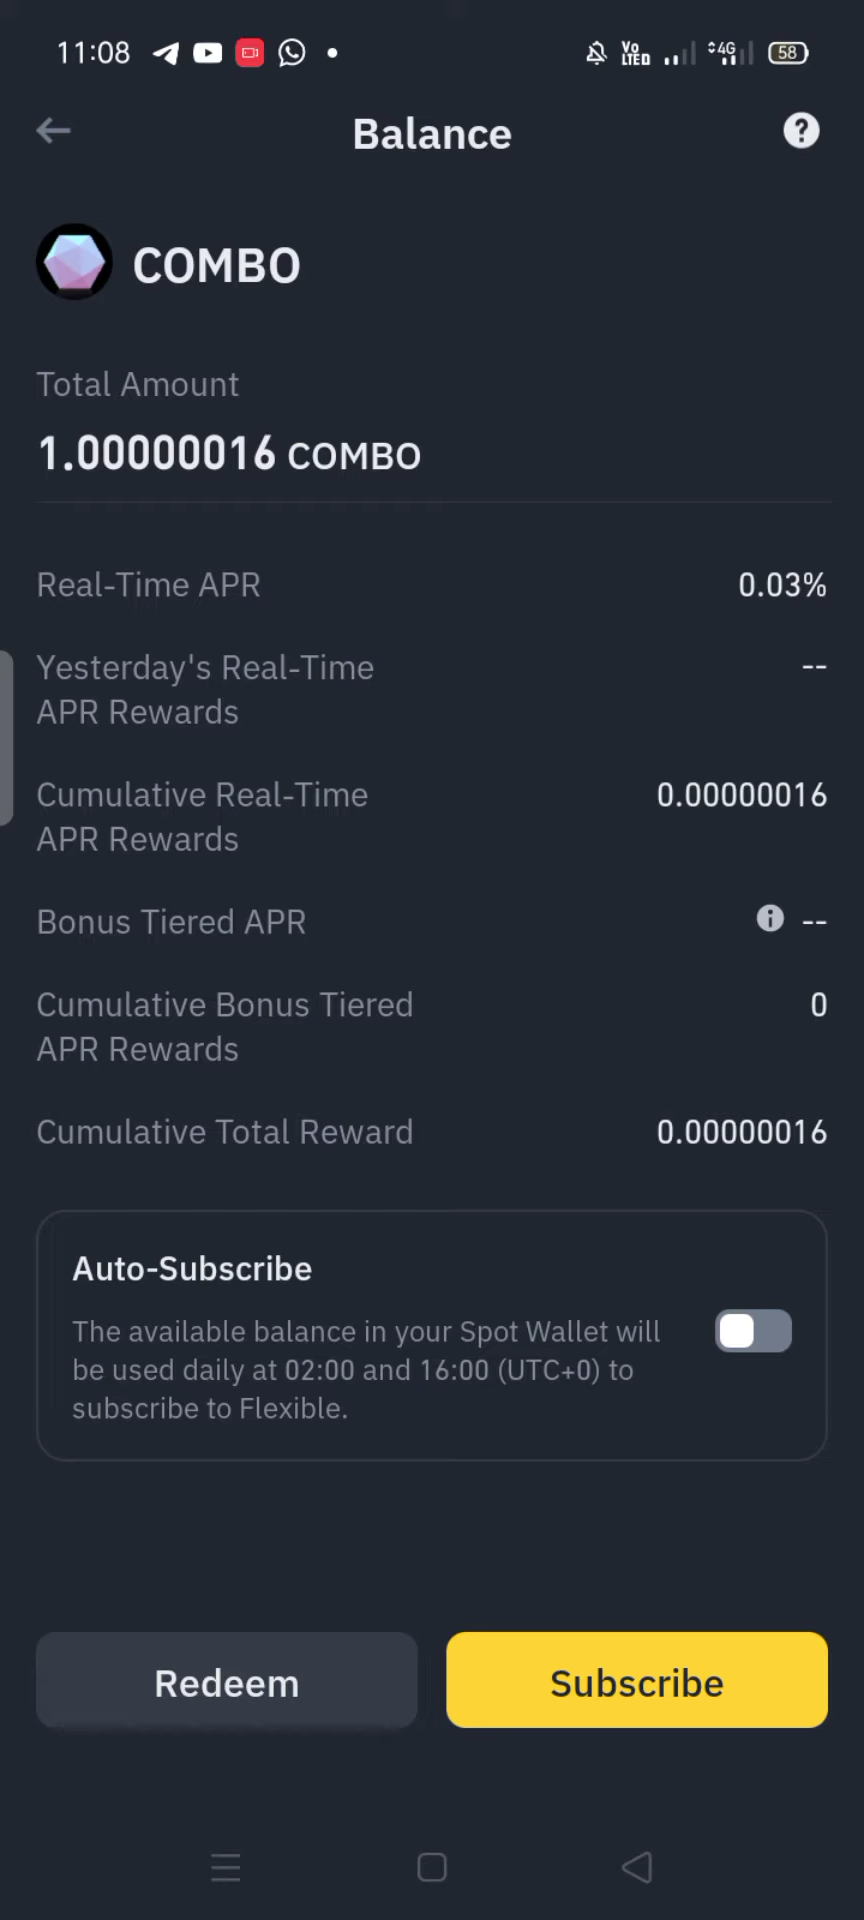 11:08
Vo
LTED
4G
58
Balance
COMBO
Total Amount
1.00000016 COMBO
Real-Time APR
0.03%
Yesterday's Real-Time
APR Rewards
--
Cumulative Real-Time
APR Rewards
0.00000016
Bonus Tiered APR
--
Cumulative Bonus Tiered
APR Rewards
0
Cumulative Total Reward
0.00000016
Auto-Subscribe
The available balance in your Spot Wallet will
be used daily at 02:00 and 16:00 (UTC+0) to
subscribe to Flexible.
Redeem
Subscribe